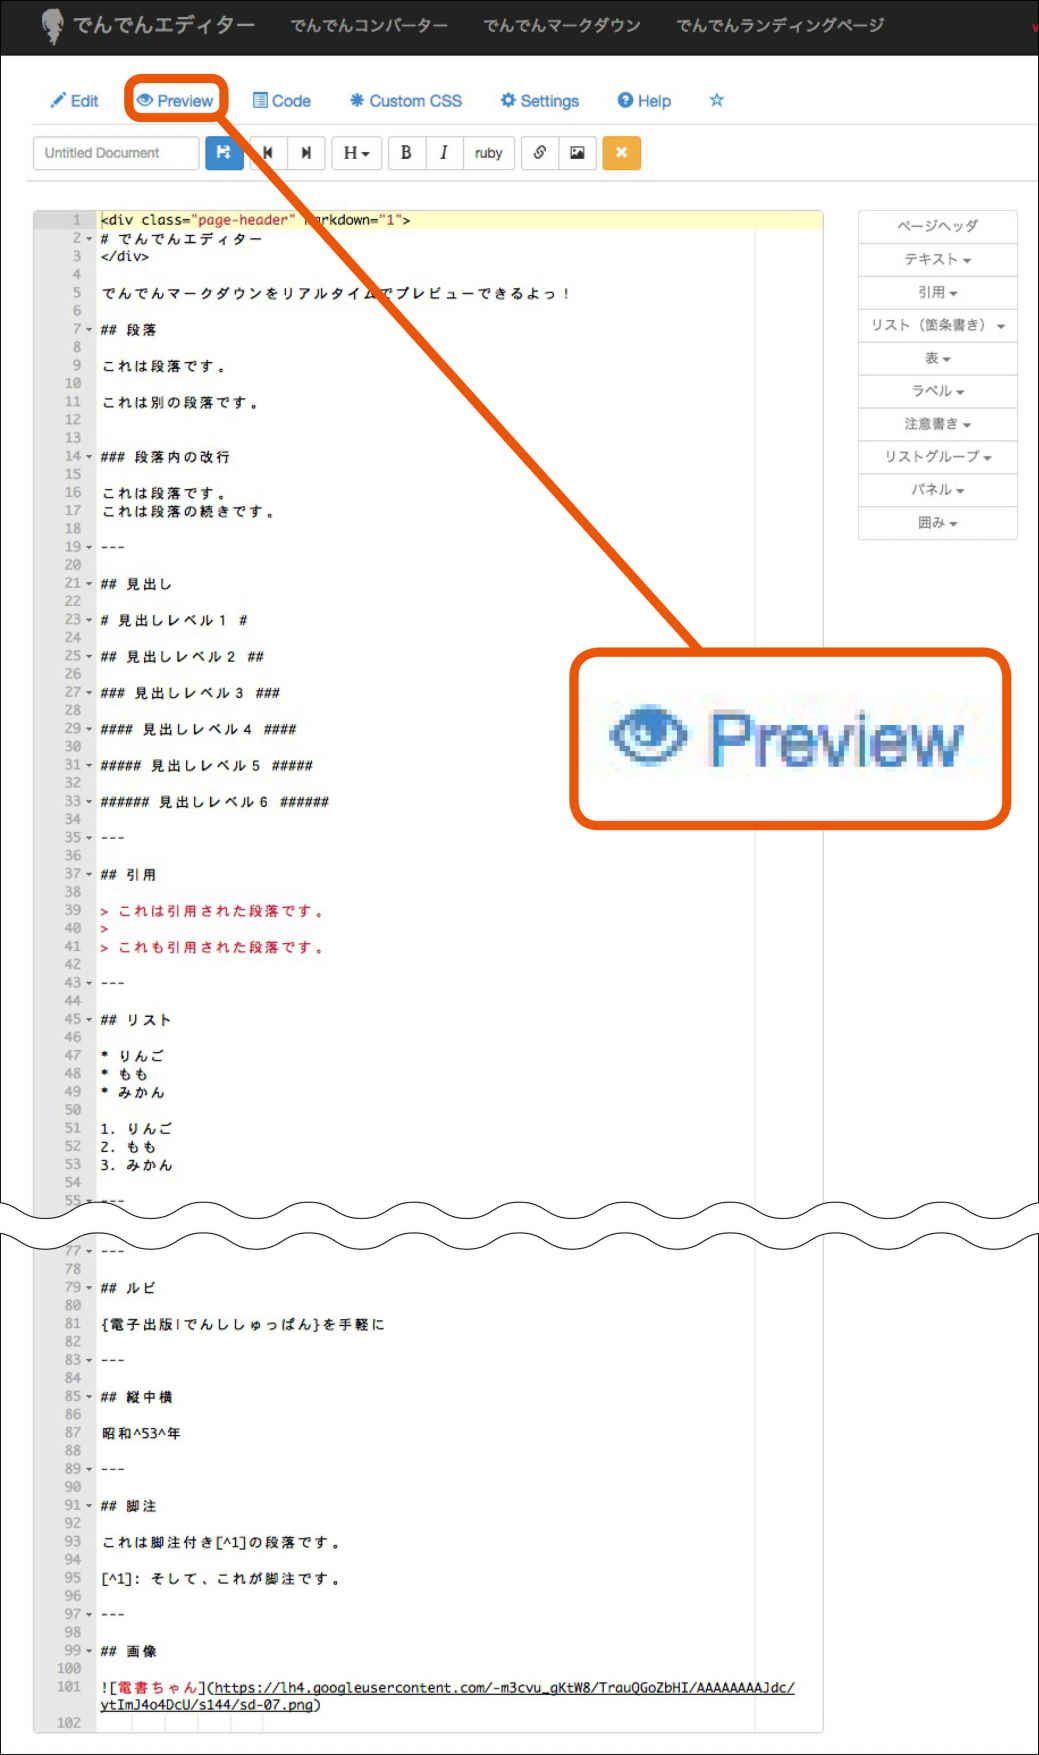 でんでんエディター でんでんコンバーター でんでんマークダウン でんでんランディングページ
Edit Preview Code Custom CSS Settings Help
Untitled Document H B I ruby
1 <div class="page-header" markdown="1">
2 # でんでんエディター
3 </div>
4
5 でんでんマークダウンをリアルタイムでプレビューできるよっ！
6
7 ## 段落
8
9 これは段落です。
10
11 これは別の段落です。
12
13
14 ### 段落内の改行
15
16 これは段落です。
17 これは段落の続きです。
18
19 ---
20
21 ## 見出し
22
23 # 見出しレベル1 #
24
25 ## 見出しレベル2 ##
26
27 ### 見出しレベル3 ###
28
29 #### 見出しレベル4 ####
30
31 ##### 見出しレベル5 #####
32
33 ###### 見出しレベル6 ######
34
35 ---
36
37 ## 引用
38
39 > これは引用された段落です。
40 >
41 > これも引用された段落です。
42
43 ---
44
45 ## リスト
46
47 * りんご
48 * もも
49 * みかん
50
51 1. りんご
52 2. もも
53 3. みかん
54
55 ---
ページヘッダ
テキスト
引用
リスト（箇条書き）
表
ラベル
注意書き
リストグループ
パネル
囲み
Preview
77 ---
78
79 ## ルビ
80
81 {電子出版|でんししゅっぱん}を手軽に
82
83 ---
84
85 ## 縦中横
86
87 昭和^53^年
88
89 ---
90
91 ## 脚注
92
93 これは脚注付き[^1]の段落です。
94
95 [^1]: そして、これが脚注です。
96
97 ---
98
99 ## 画像
100
101 ![電書ちゃん](https://lh4.googleusercontent.com/-m3cvu_gKtW8/TrauQGoZbHI/AAAAAAAAJdc/
ytImJ4o4DcU/s144/sd-07.png)
102